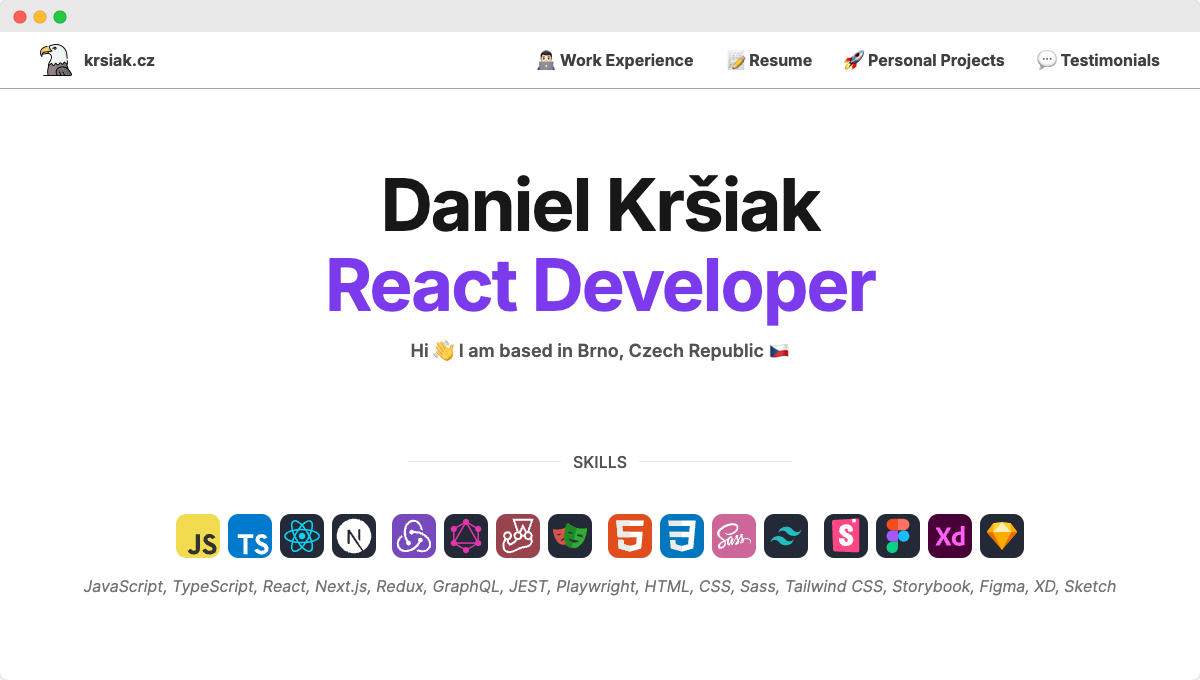 krsiak.cz
👨🏻‍💻 Work Experience
📝 Resume
🚀 Personal Projects
💬 Testimonials
Daniel Kršiak
React Developer
Hi 👋 I am based in Brno, Czech Republic 🇨🇿
SKILLS
JS TS N 5 3 Sass S Xd
JavaScript, TypeScript, React, Next.js, Redux, GraphQL, JEST, Playwright, HTML, CSS, Sass, Tailwind CSS, Storybook, Figma, XD, Sketch